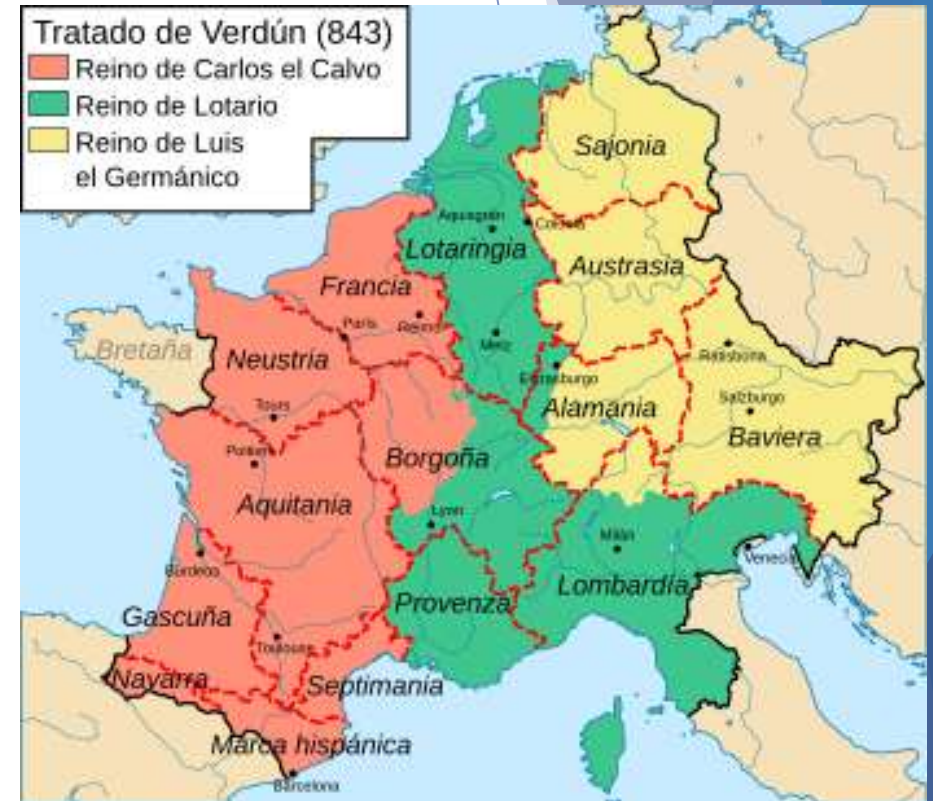 Tratado de Verdún (843)
Reino de Carlos el Calvo
Reino de Lotario
Reino de Luis
el Germánico
Sajonia
Aquisgrán
Colonia
Lotaringia
Austrasia
Francia
París
Reims
Metz
Bretaña
Neustria
Ratisbona
Estrasburgo
Tours
Alamania
Salzburgo
Baviera
Poitiers
Borgoña
Aquitania
Lyon
Milán
Venecia
Burdeos
Lombardía
Provenza
Gascuña
Toulouse
Navarra
Septimania
Marca hispánica
Barcelona